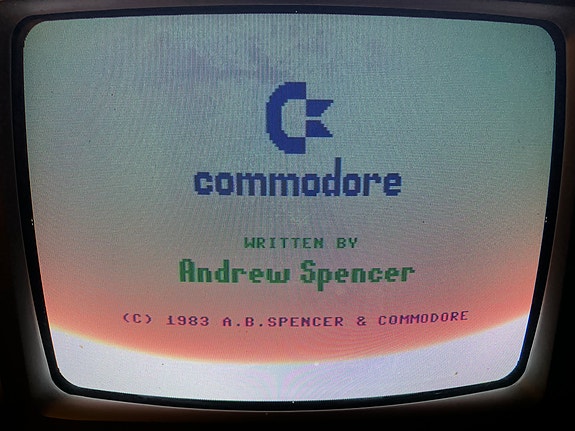 commodore
WRITTEN BY
Andrew Spencer
(C) 1983 A.B.SPENCER & COMMODORE